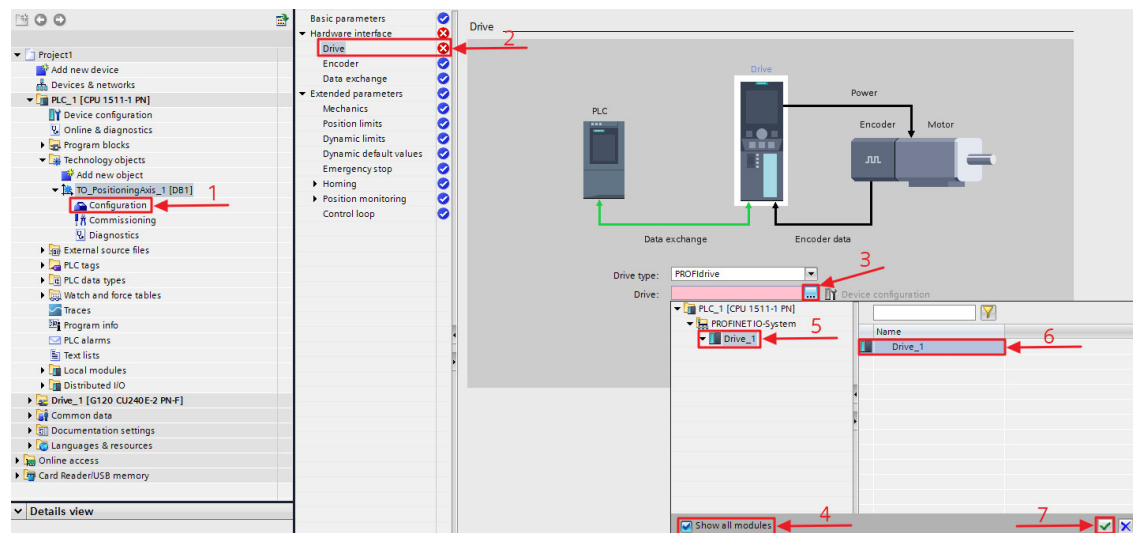 Project1
Add new device
Devices & networks
PLC_1 [CPU 1511-1 PN]
Device configuration
Online & diagnostics
Program blocks
Technology objects
Add new object
TO_PositioningAxis_1 [DB1]
1
Configuration
Commissioning
Diagnostics
External source files
PLC tags
PLC data types
Watch and force tables
Traces
Program info
PLC alarms
Text lists
Local modules
Distributed I/O
Drive_1 [G120 CU240E-2 PN-F]
Common data
Documentation settings
Languages & resources
Online access
Card Reader/USB memory
Details view
Basic parameters
Hardware interface
Drive
2
Encoder
Data exchange
Extended parameters
Mechanics
Position limits
Dynamic limits
Dynamic default values
Emergency stop
Homing
Position monitoring
Control loop
Drive
Drive
PLC
Power
Encoder
Motor
Data exchange
Encoder data
Drive type: PROFIdrive
3
Drive: ... Device configuration
PLC_1 [CPU 1511-1 PN]
PROFINET IO-System
5
Drive_1
Name
6
Drive_1
Show all modules
4
7